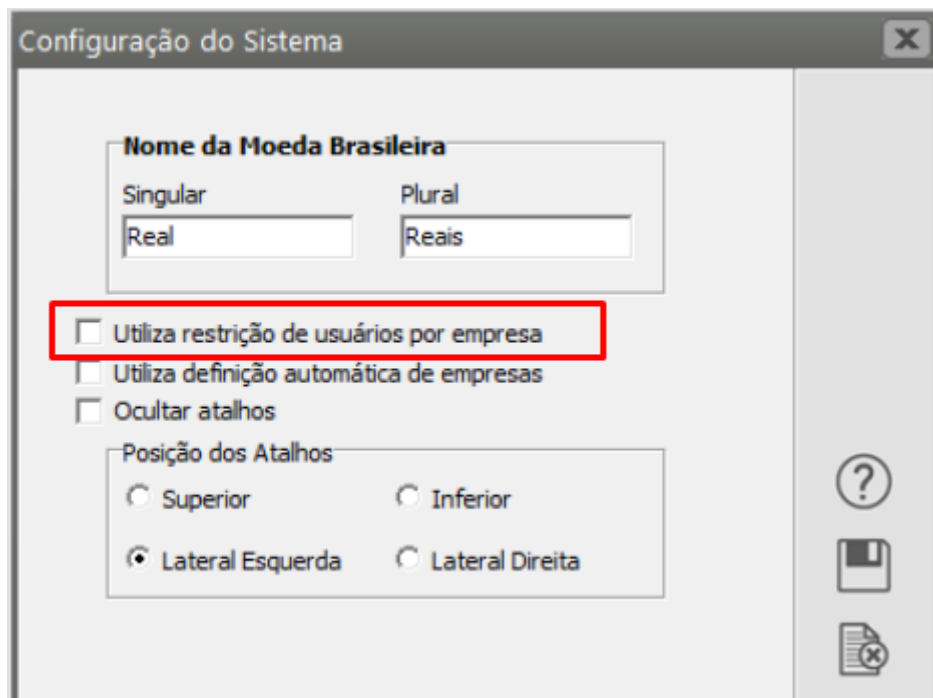 Configuração do Sistema
Nome da Moeda Brasileira
Singular Plural
Real Reais
Utiliza restrição de usuários por empresa
Utiliza definição automática de empresas
Ocultar atalhos
Posição dos Atalhos
Superior Inferior
Lateral Esquerda Lateral Direita